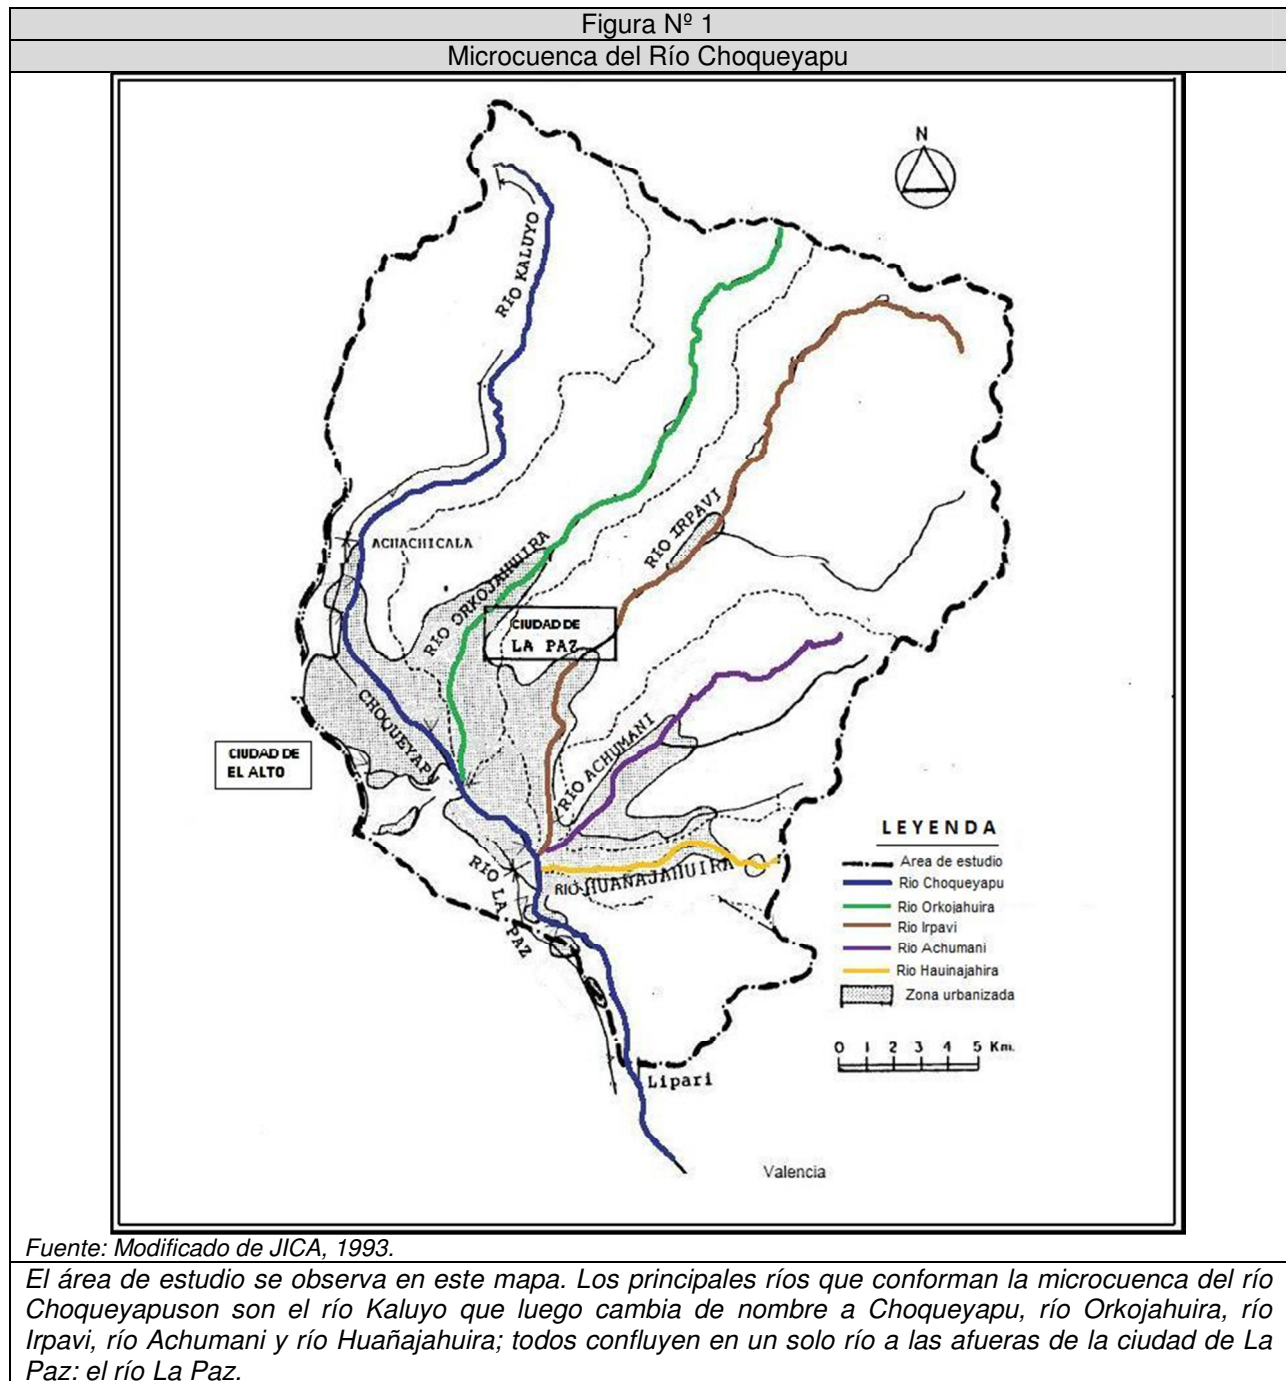 Figura Nº 1
Microcuenca del Río Choqueyapu
N
RIO KALUYO
ACHACHICALA
RIO ORKOJAHUIRA
RIO IRPAVI
CIUDAD DE
LA PAZ
CHOQUEYAPU
RIO ACHUMANI
CIUDAD DE
EL ALTO
RIO LA PAZ
RIO HUAÑAJAHUIRA
LEYENDA
Area de estudio
Rio Choqueyapu
Rio Orkojahuira
Rio Irpavi
Rio Achumani
Rio Hauinajahira
Zona urbanizada
0 1 2 3 4 5 Km.
Lipari
Valencia
Fuente: Modificado de JICA, 1993.
El área de estudio se observa en este mapa. Los principales ríos que conforman la microcuenca del río
Choqueyapuson son el río Kaluyo que luego cambia de nombre a Choqueyapu, río Orkojahuira, río
Irpavi, río Achumani y río Huañajahuira; todos confluyen en un solo río a las afueras de la ciudad de La
Paz: el río La Paz.